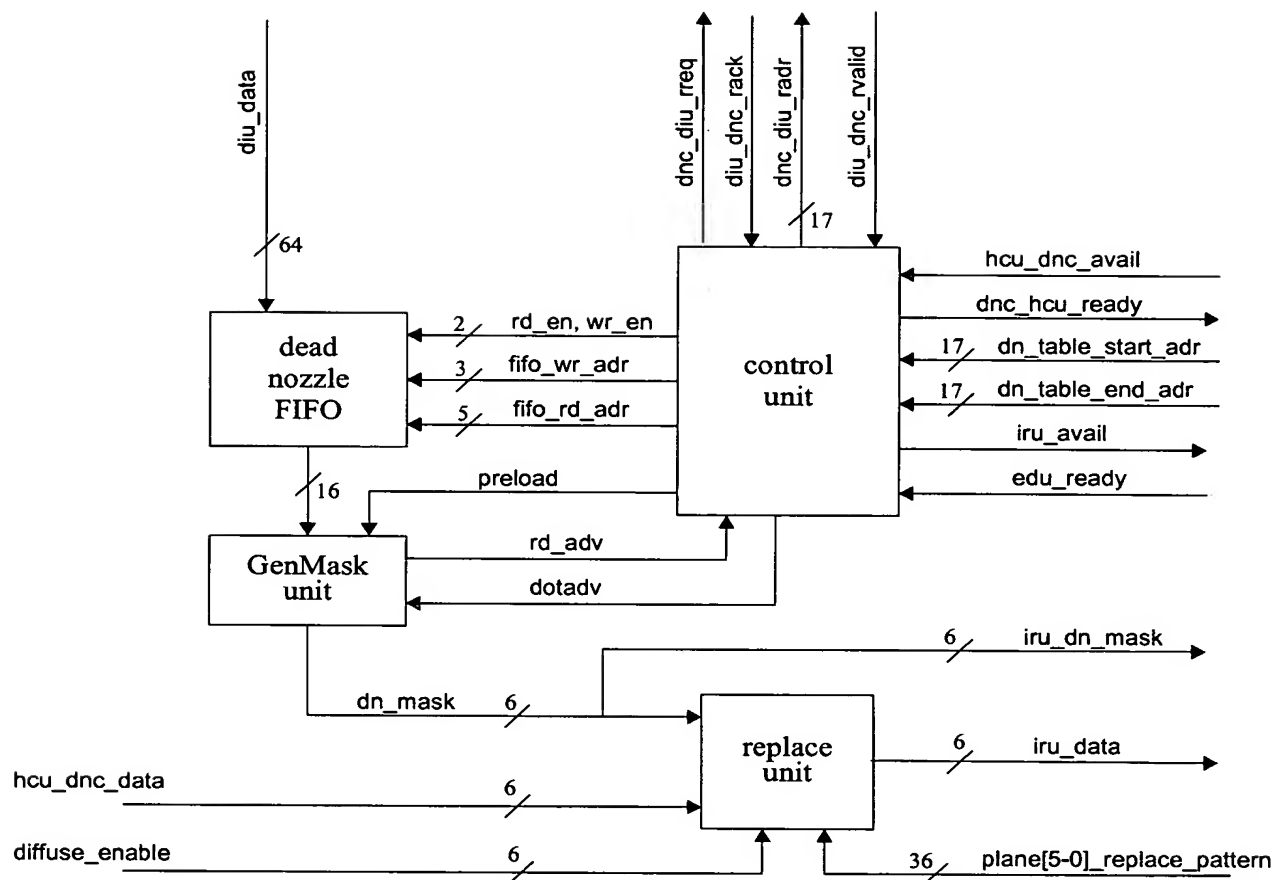 diu_data
dnc_diu_rreq
diu_dnc_rack
dnc_diu_radr
diu_dnc_rvalid
64
17
hcu_dnc_avail
dnc_hcu_ready
17 dn_table_start_adr
17 dn_table_end_adr
iru_avail
edu_ready
dead
nozzle
FIFO
2 rd_en, wr_en
3 fifo_wr_adr
5 fifo_rd_adr
control
unit
16
preload
GenMask
unit
rd_adv
dotadv
6 iru_dn_mask
dn_mask 6
replace
unit
6 iru_data
hcu_dnc_data 6
diffuse_enable 6
36 plane[5-0]_replace_pattern